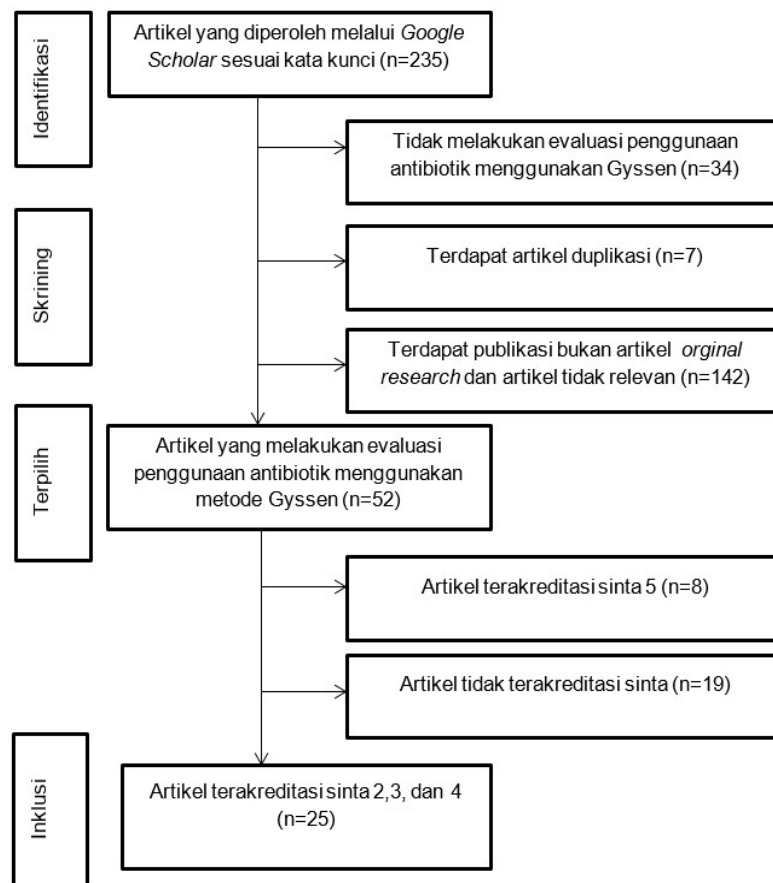 Identifikasi
Artikel yang diperoleh melalui Google
Scholar sesuai kata kunci (n=235)
Tidak melakukan evaluasi penggunaan
antibiotik menggunakan Gyssen (n=34)
Skrining
Terdapat artikel duplikasi (n=7)
Terdapat publikasi bukan artikel orginal
research dan artikel tidak relevan (n=142)
Terpilih
Artikel yang melakukan evaluasi
penggunaan antibiotik menggunakan
metode Gyssen (n=52)
Artikel terakreditasi sinta 5 (n=8)
Artikel tidak terakreditasi sinta (n=19)
Inklusi
Artikel terakreditasi sinta 2,3, dan 4
(n=25)